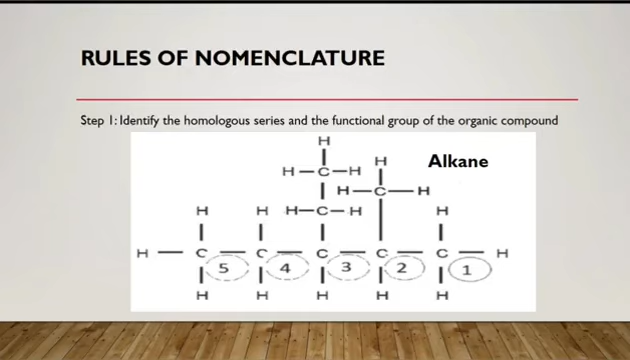 RULES OF NOMENCLATURE
Step 1: Identify the homologous series and the functional group of the organic compound
H
H
Alkane
H — C — H
H — C — H
H H H — C — H H
H — C — C — C — C — C — H
5 4 3 2 1
H H H H H